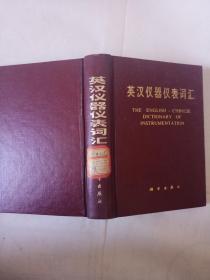 英汉仪器仪表词汇
THE ENGLISH-CHINESE
DICTIONARY OF
INSTRUMENTATION
科学出版社
英汉仪器仪表词汇